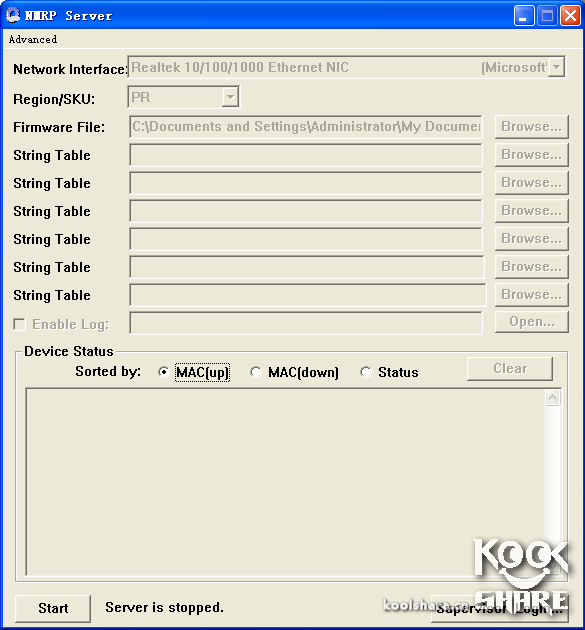 NMRP Server
Advanced
Network Interface: Realtek 10/100/1000 Ethernet NIC (Microsoft'
Region/SKU: PR
Firmware File: C:\Documents and Settings\Administrator\My Docume Browse...
String Table Browse...
String Table Browse...
String Table Browse...
String Table Browse...
String Table Browse...
String Table Browse...
Enable Log: Open...
Device Status
Sorted by: MAC(up) MAC(down) Status Clear
KOOK
SHARE
Start Server is stopped. Supervisor Login...
koolshare.cn